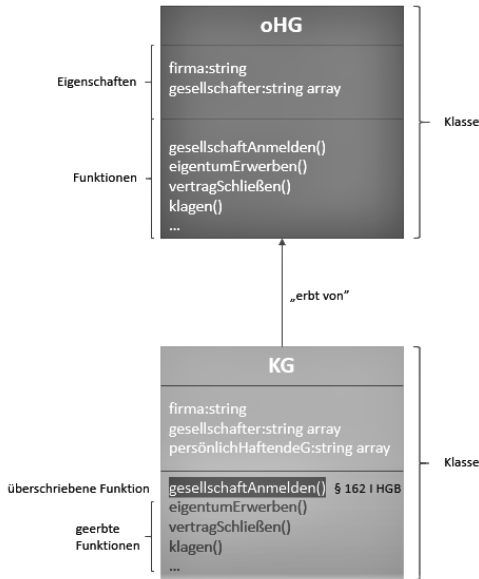 oHG
Eigenschaften
firma:string
gesellschafter:string array
Klasse
Funktionen
gesellschaftAnmelden()
eigentumErwerben()
vertragSchließen()
klagen()
...
„erbt von”
KG
firma:string
gesellschafter:string array
persönlichHaftendeG:string array
Klasse
überschriebene Funktion
gesellschaftAnmelden() § 162 I HGB
geerbte
Funktionen
eigentumErwerben()
vertragSchließen()
klagen()
...